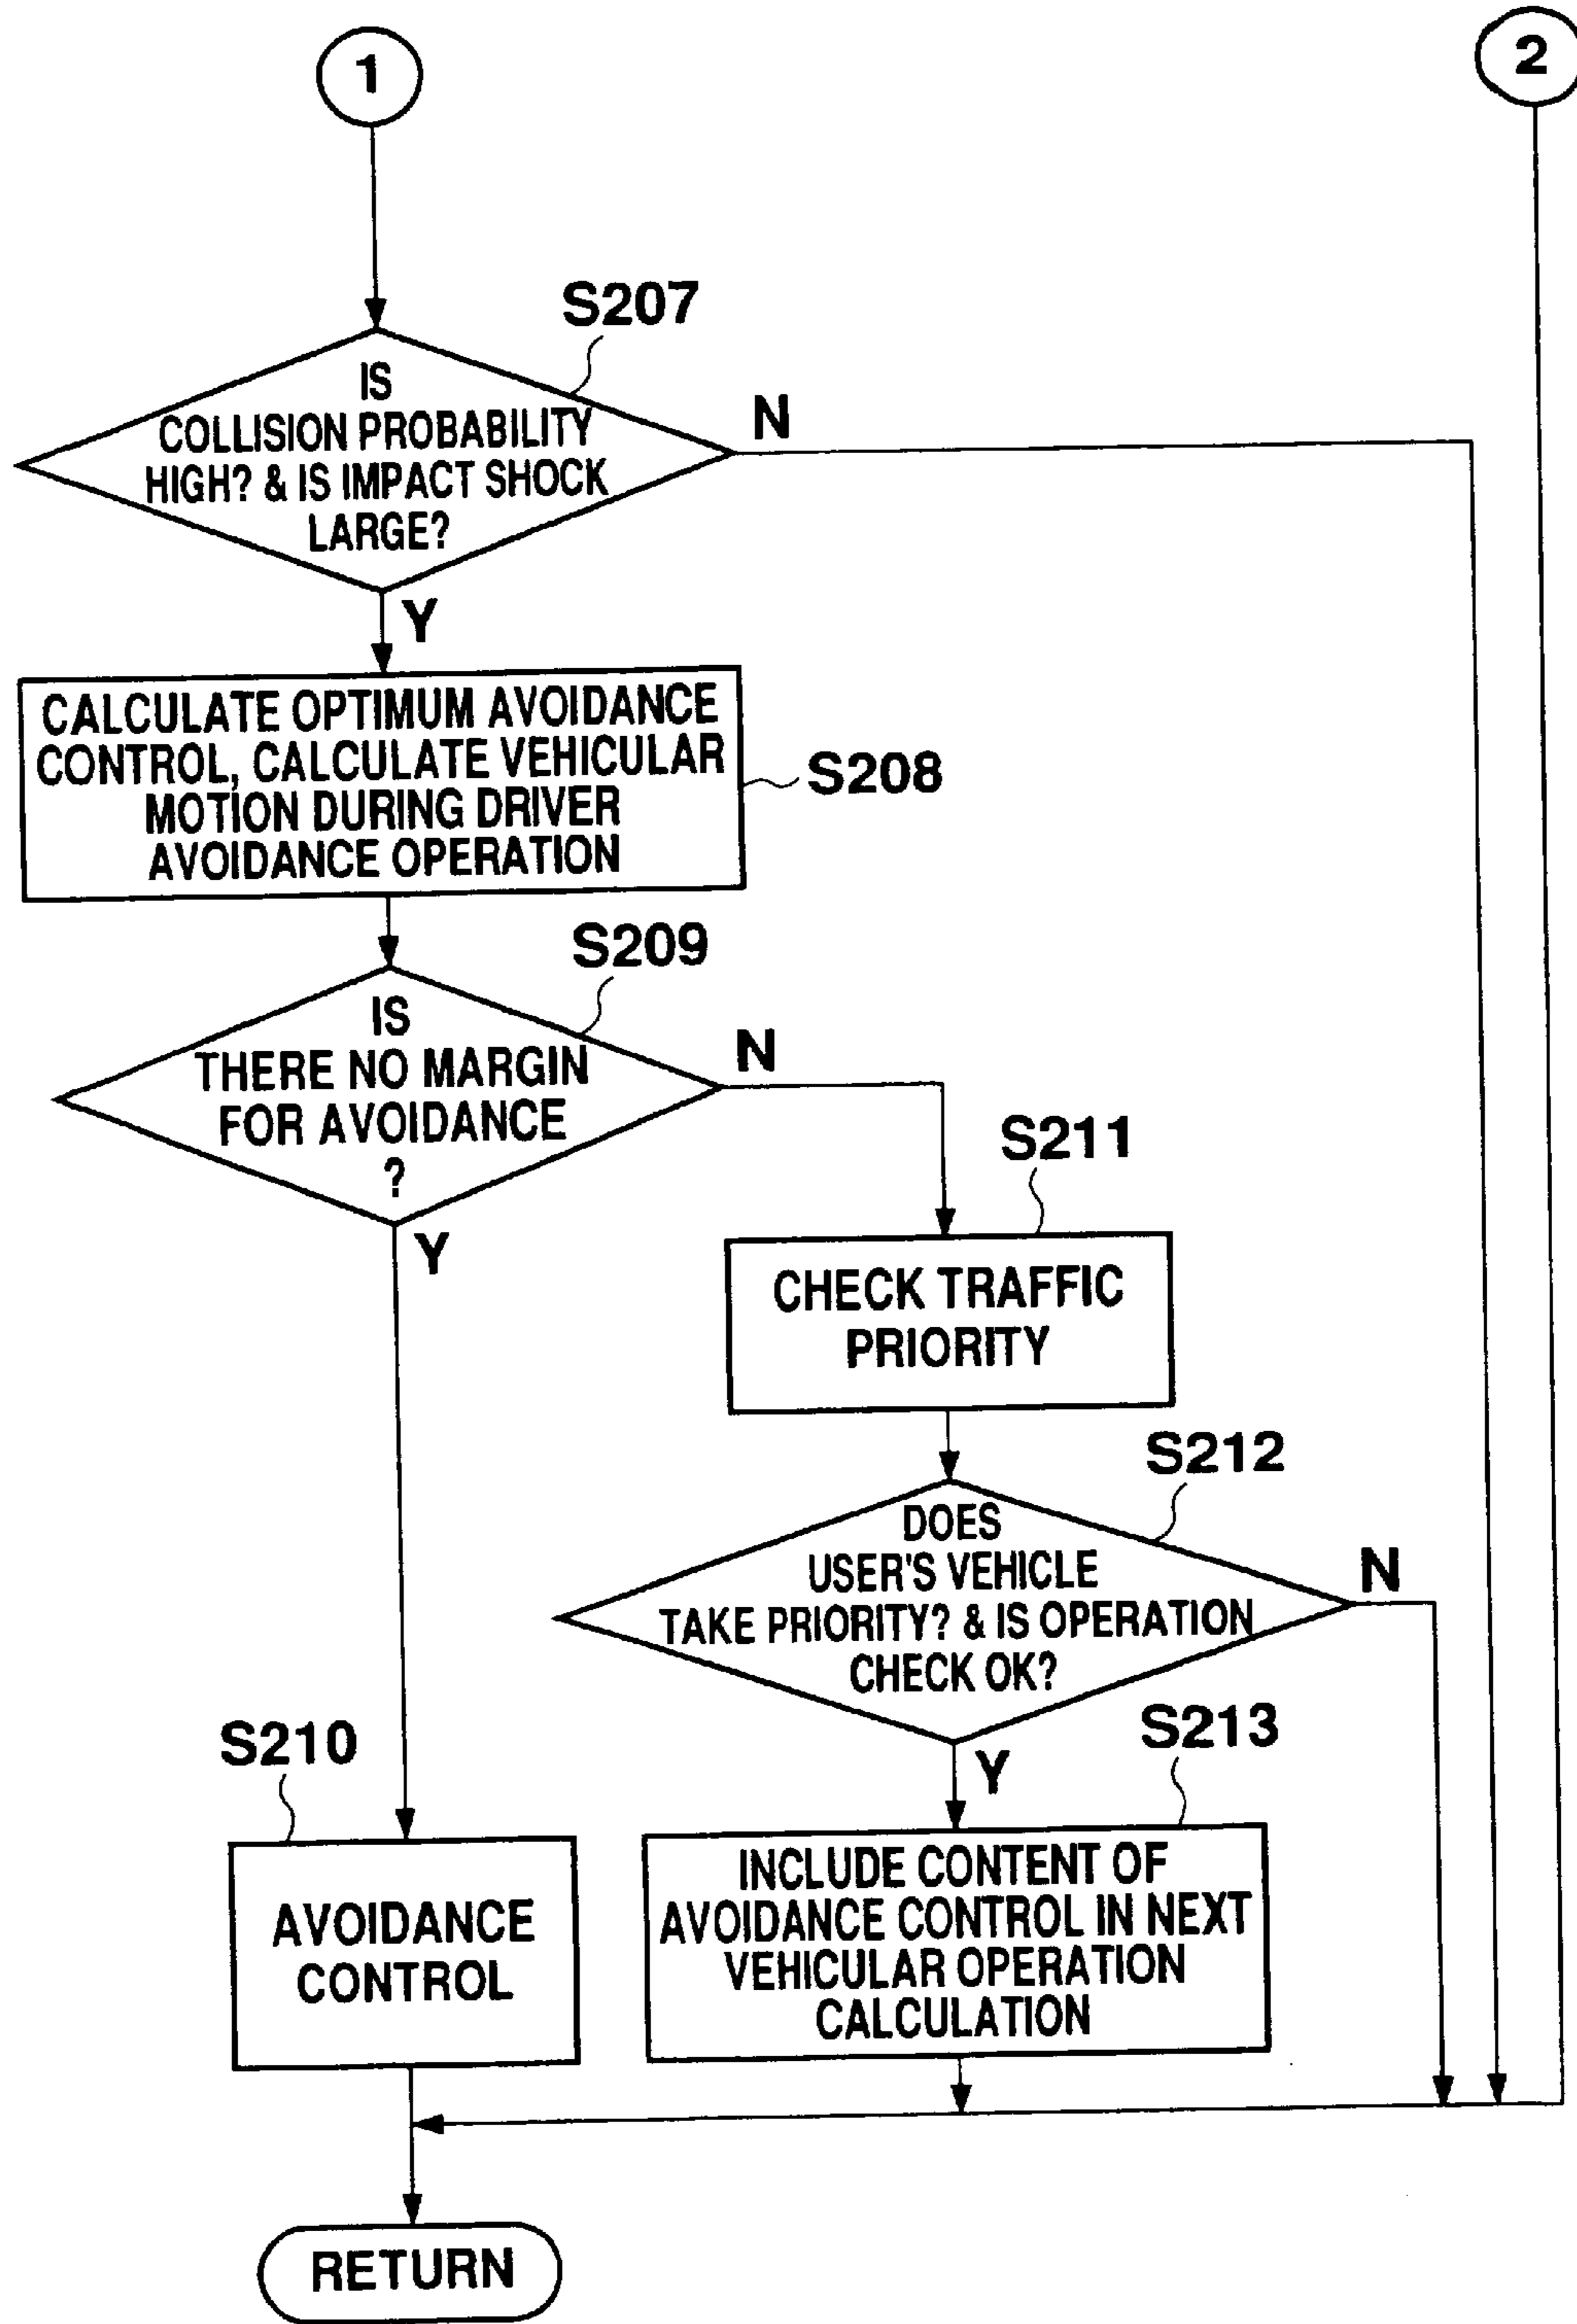 1
2
S207
IS
COLLISION PROBABILITY
HIGH? & IS IMPACT SHOCK
LARGE?
N
Y
CALCULATE OPTIMUM AVOIDANCE
CONTROL, CALCULATE VEHICULAR
MOTION DURING DRIVER
AVOIDANCE OPERATION
S208
S209
IS
THERE NO MARGIN
FOR AVOIDANCE
?
N
Y
S211
CHECK TRAFFIC
PRIORITY
S212
DOES
USER'S VEHICLE
TAKE PRIORITY? & IS OPERATION
CHECK OK?
N
Y
S210
AVOIDANCE
CONTROL
S213
INCLUDE CONTENT OF
AVOIDANCE CONTROL IN NEXT
VEHICULAR OPERATION
CALCULATION
RETURN